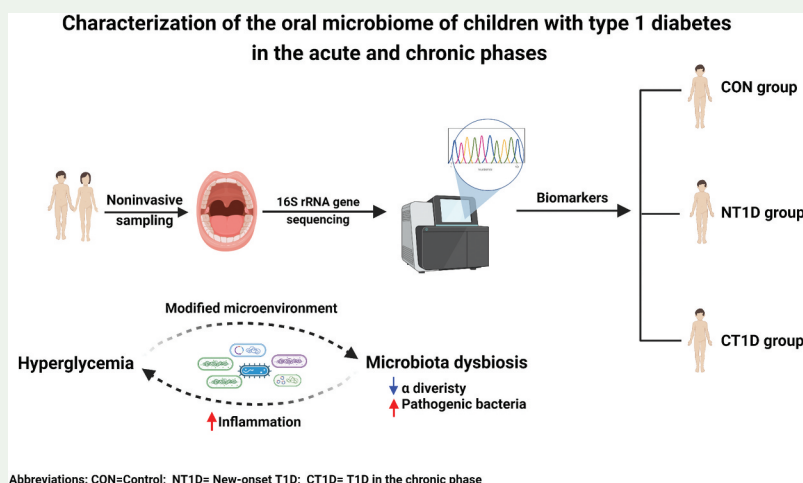 Characterization of the oral microbiome of children with type 1 diabetes
in the acute and chronic phases
CON group
Noninvasive
sampling
16S rRNA gene
sequencing
Biomarkers
NT1D group
Modified microenvironment
Hyperglycemia
Microbiota dysbiosis
α diveristy
Pathogenic bacteria
Inflammation
CT1D group
Abbreviations: CON=Control; NT1D= New-onset T1D; CT1D= T1D in the chronic phase